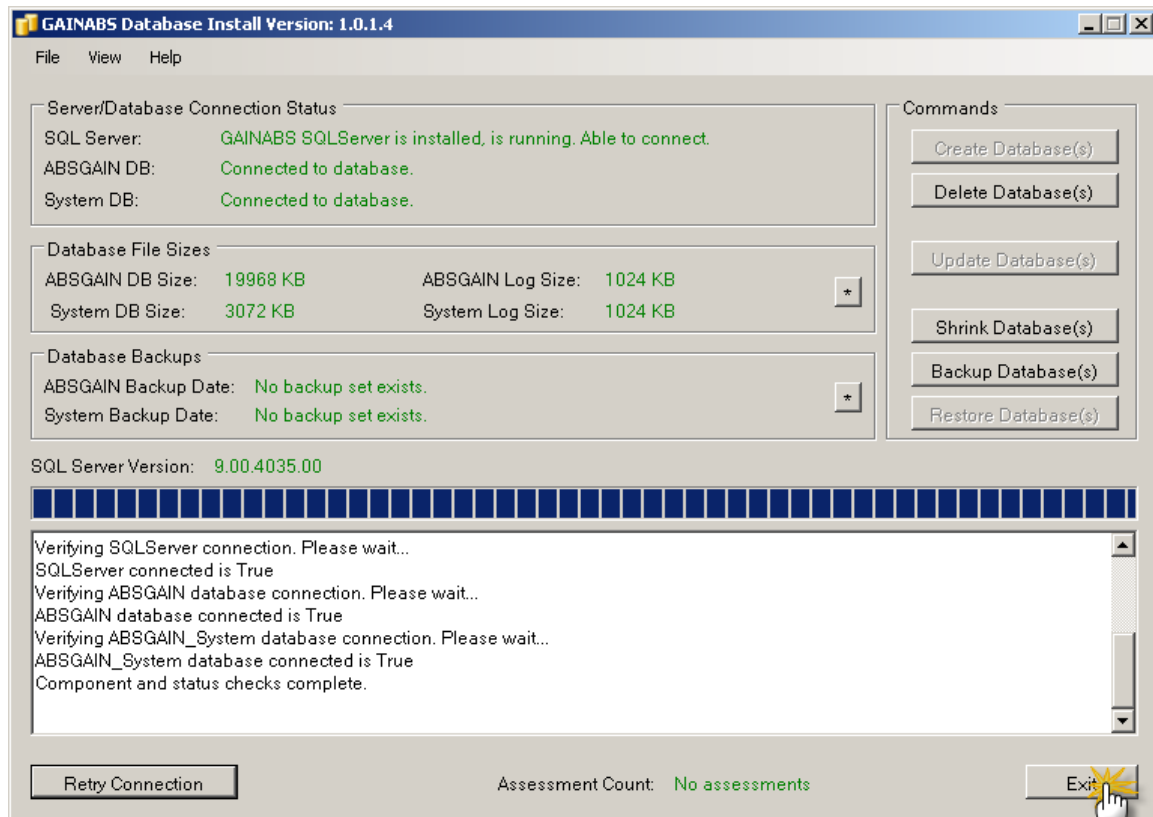 GAINABS Database Install Version: 1.0.1.4
File View Help
Server/Database Connection Status
SQL Server: GAINABS SQLServer is installed, is running. Able to connect.
ABSGAIN DB: Connected to database.
System DB: Connected to database.
Database File Sizes
ABSGAIN DB Size: 19968 KB ABSGAIN Log Size: 1024 KB
*
System DB Size: 3072 KB System Log Size: 1024 KB
Database Backups
ABSGAIN Backup Date: No backup set exists.
*
System Backup Date: No backup set exists.
Commands
Create Database(s)
Delete Database(s)
Update Database(s)
Shrink Database(s)
Backup Database(s)
Restore Database(s)
SQL Server Version: 9.00.4035.00
Verifying SQLServer connection. Please wait...
SQLServer connected is True
Verifying ABSGAIN database connection. Please wait...
ABSGAIN database connected is True
Verifying ABSGAIN_System database connection. Please wait...
ABSGAIN_System database connected is True
Component and status checks complete.
Retry Connection Assessment Count: No assessments Exit